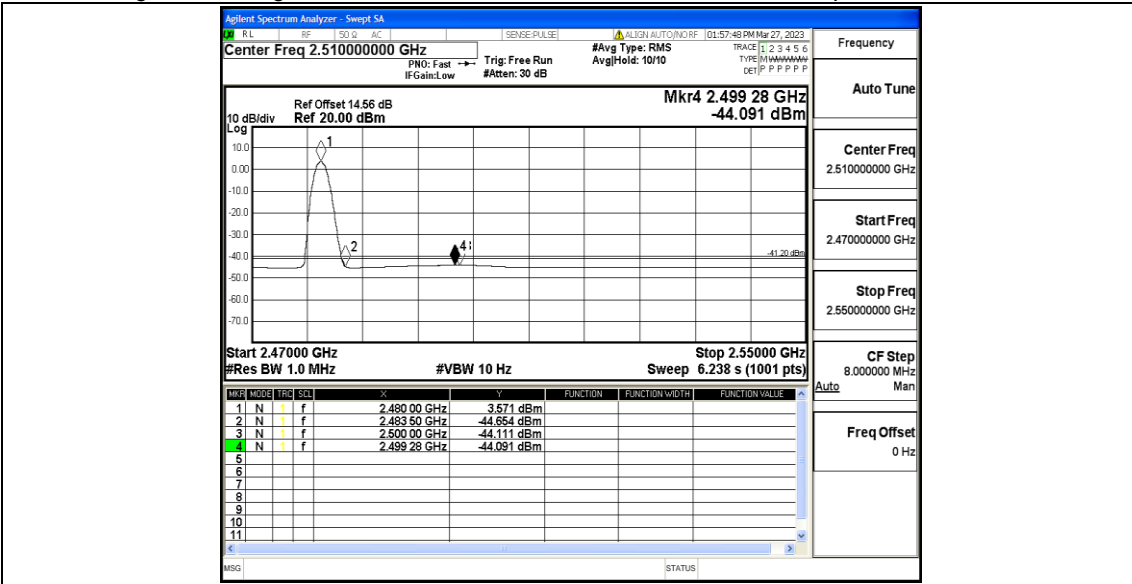 Agilent Spectrum Analyzer - Swept SA
RL RF 50 Ω AC SENSE:PULSE ALIGN AUTO/NO RF 01:57:48 PM Mar 27, 2023
Center Freq 2.510000000 GHz
PNO: Fast
IFGain:Low
Trig: Free Run
#Atten: 30 dB
#Avg Type: RMS
Avg|Hold: 10/10
TRACE 1 2 3 4 5 6
TYPE M WWWWW
DET P P P P P P
Mkr4 2.499 28 GHz
-44.091 dBm
Ref Offset 14.56 dB
10 dB/div Ref 20.00 dBm
Log
10.0
0.00
-10.0
-20.0
-30.0
-40.0
-50.0
-60.0
-70.0
1
2
4
-41.20 dBm
Start 2.47000 GHz Stop 2.55000 GHz
#Res BW 1.0 MHz #VBW 10 Hz Sweep 6.238 s (1001 pts)
MKR MODE TRC SCL X Y FUNCTION FUNCTION WIDTH FUNCTION VALUE
1 N 1 f 2.480 00 GHz 3.571 dBm
2 N 1 f 2.483 50 GHz -44.654 dBm
3 N 1 f 2.500 00 GHz -44.111 dBm
4 N 1 f 2.499 28 GHz -44.091 dBm
5
6
7
8
9
10
11
MSG STATUS
Frequency
Auto Tune
Center Freq
2.510000000 GHz
Start Freq
2.470000000 GHz
Stop Freq
2.550000000 GHz
CF Step
8.000000 MHz
Auto Man
Freq Offset
0 Hz